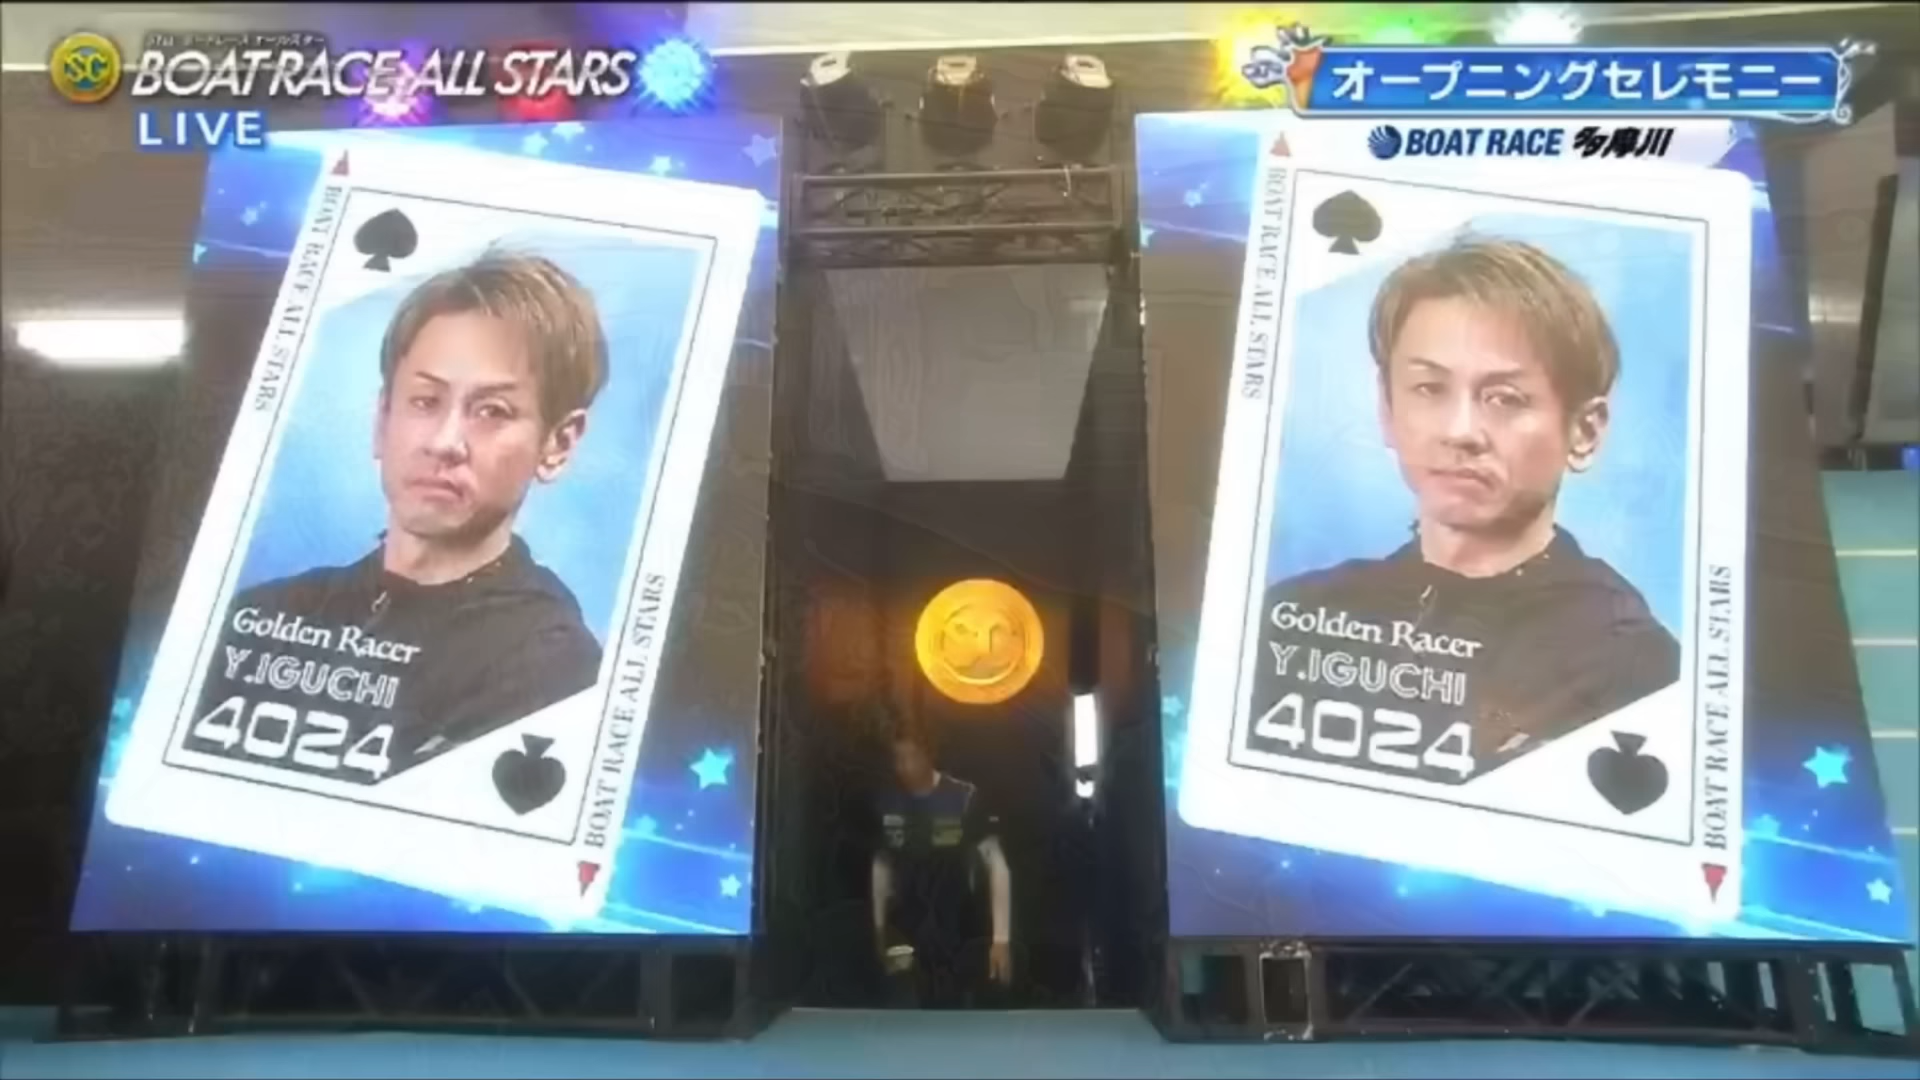 SG
BOAT RACE ALL STARS
LIVE
オープニングセレモニー
BOAT RACE 多摩川
BOAT RACE ALL STARS
Golden Racer
Y.IGUCHI
4024
BOAT RACE ALL STARS
BOAT RACE ALL STARS
Golden Racer
Y.IGUCHI
4024
BOAT RACE ALL STARS